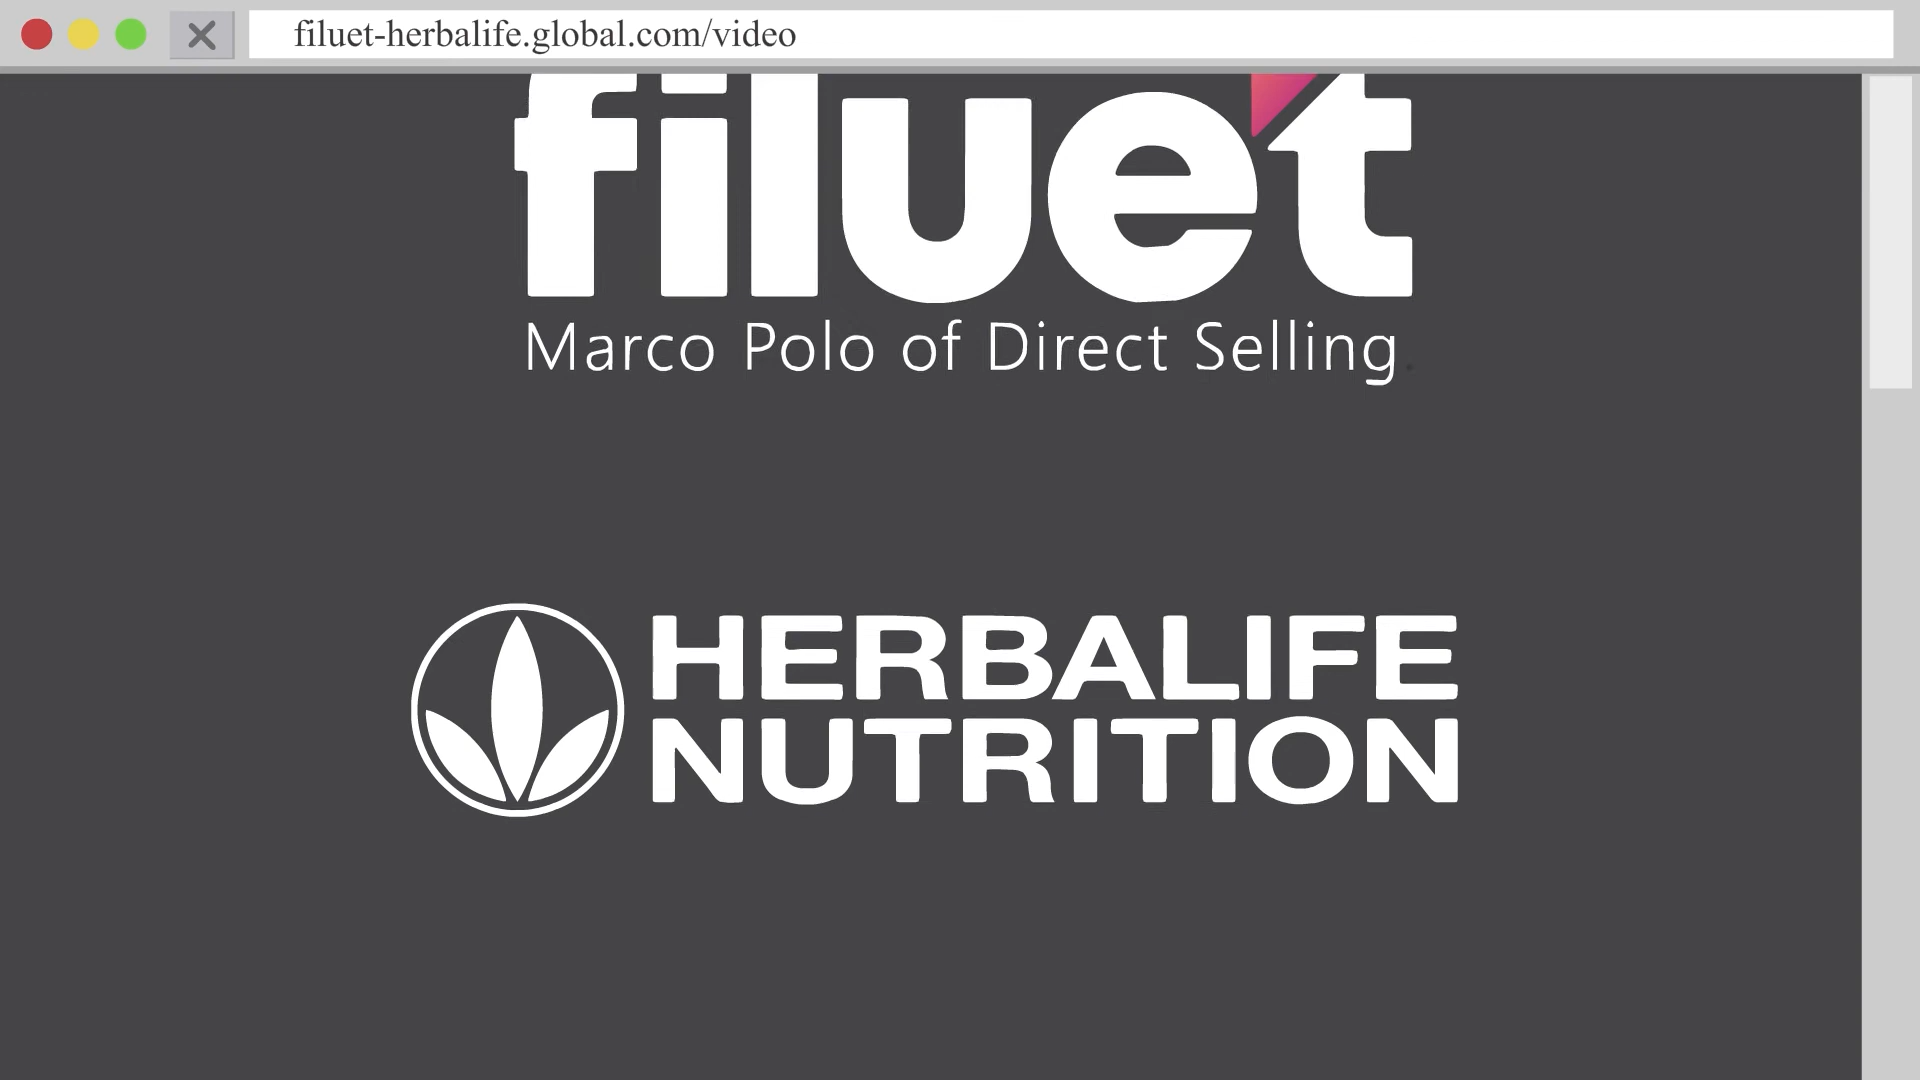 filuet-herbalife.global.com/video
filuet
Marco Polo of Direct Selling
HERBALIFE
NUTRITION